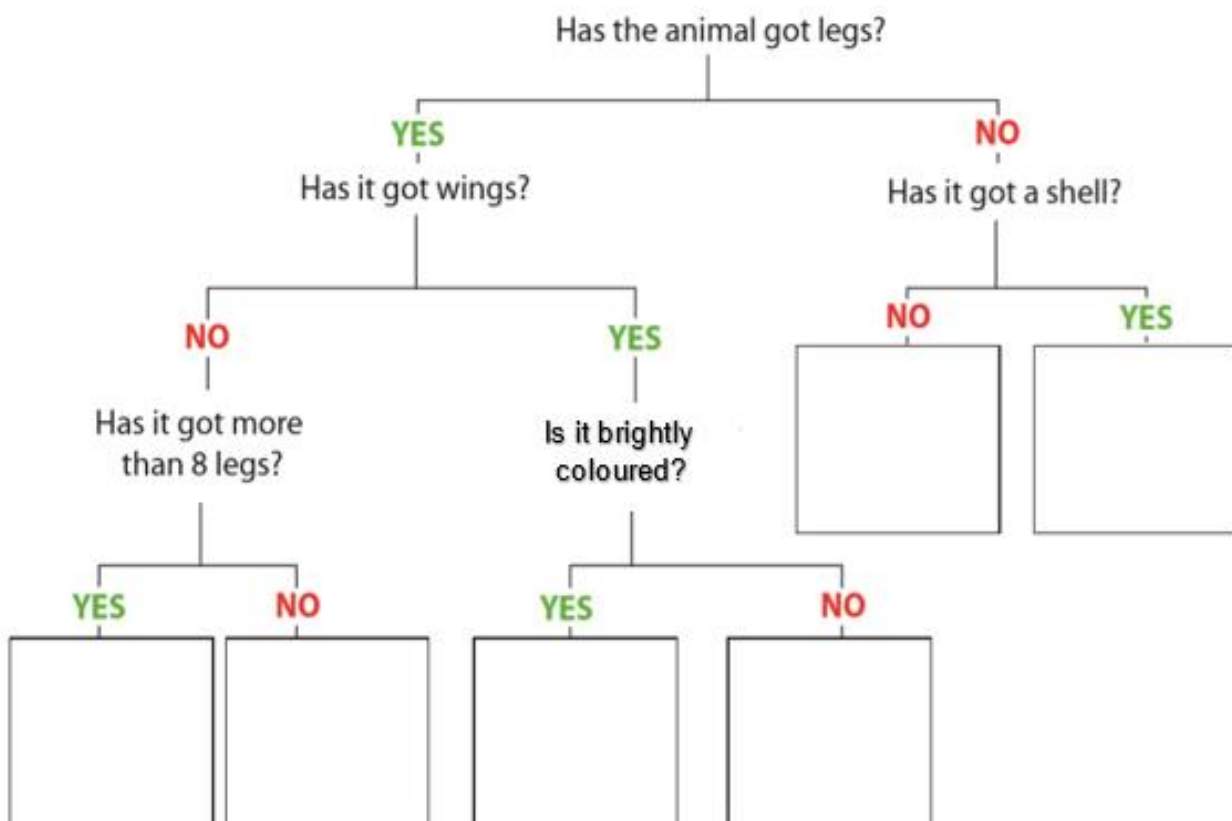 Has the animal got legs?
YES
NO
Has it got wings?
Has it got a shell?
NO
YES
NO
YES
Has it got more
than 8 legs?
Is it brightly
coloured?
YES
NO
YES
NO